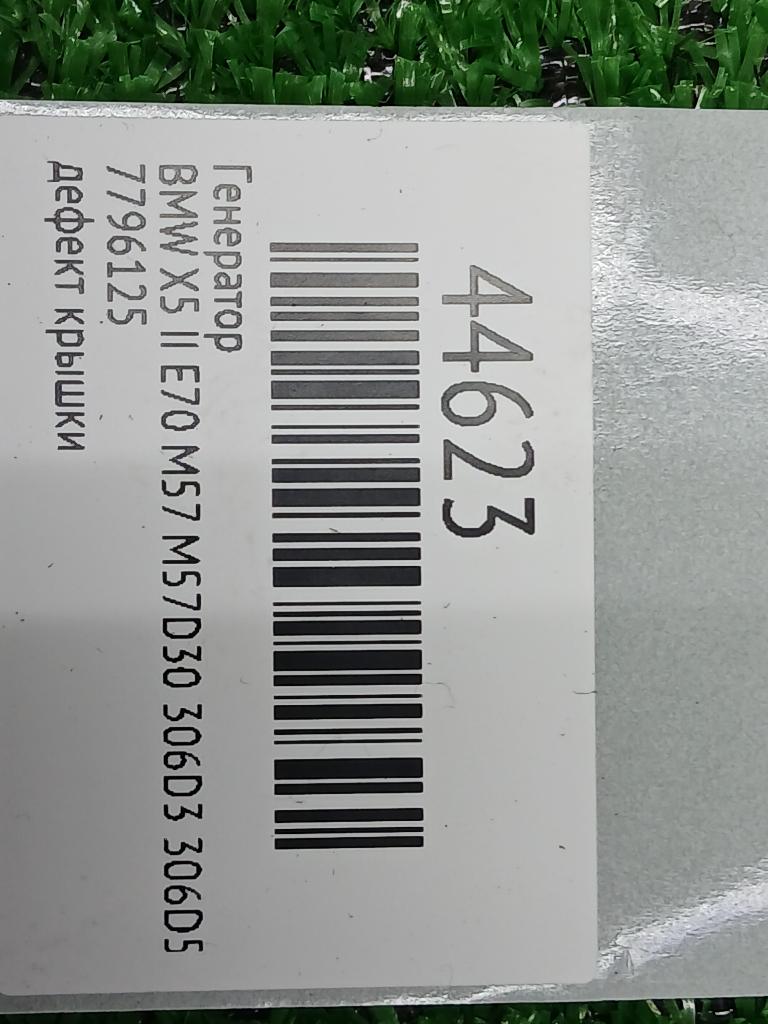 44623
Генератор
BMW X5 II E70 M57 M57D30 306D3 306D5
7796125
дефект крышки